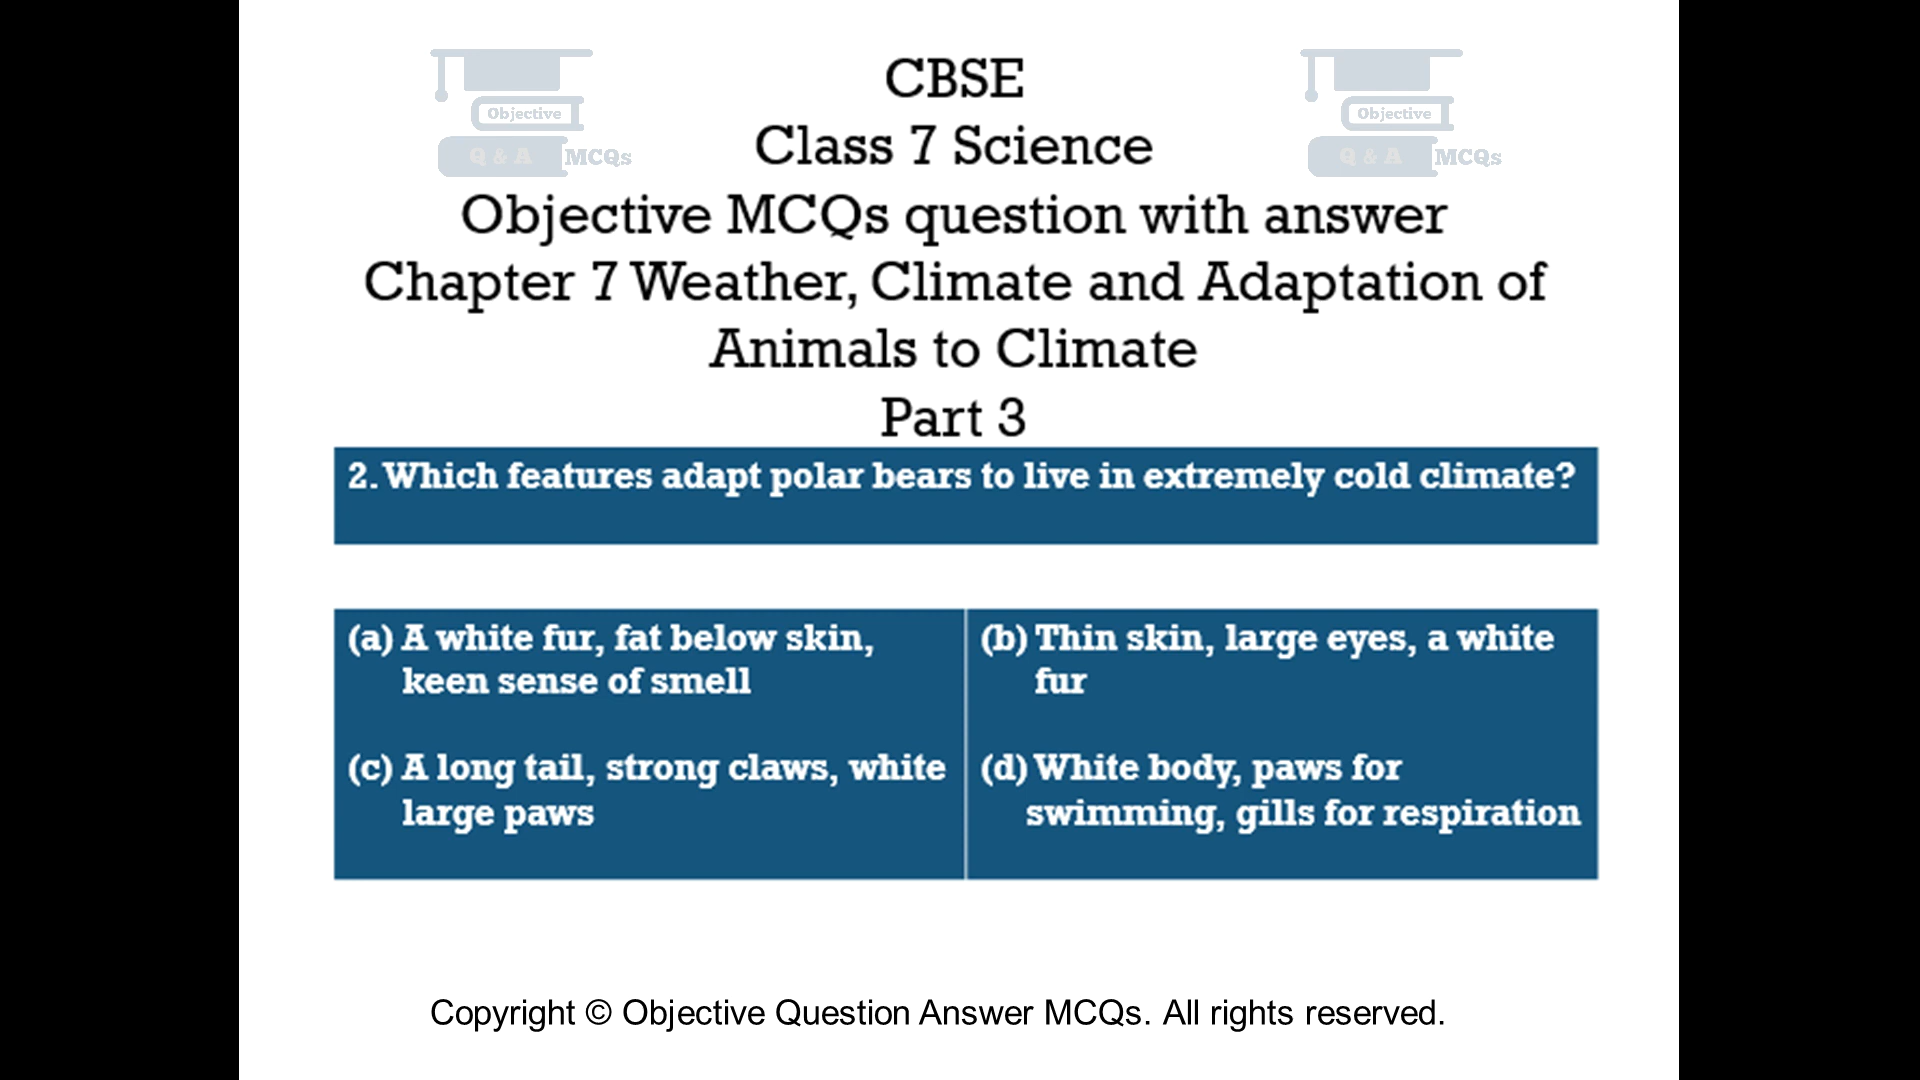 Objective
Q & A MCQs
Objective
Q & A MCQs
CBSE
Class 7 Science
Objective MCQs question with answer
Chapter 7 Weather, Climate and Adaptation of
Animals to Climate
Part 3
2. Which features adapt polar bears to live in extremely cold climate?
(a) A white fur, fat below skin,
keen sense of smell
(b) Thin skin, large eyes, a white
fur
(c) A long tail, strong claws, white
large paws
(d) White body, paws for
swimming, gills for respiration
Copyright © Objective Question Answer MCQs. All rights reserved.